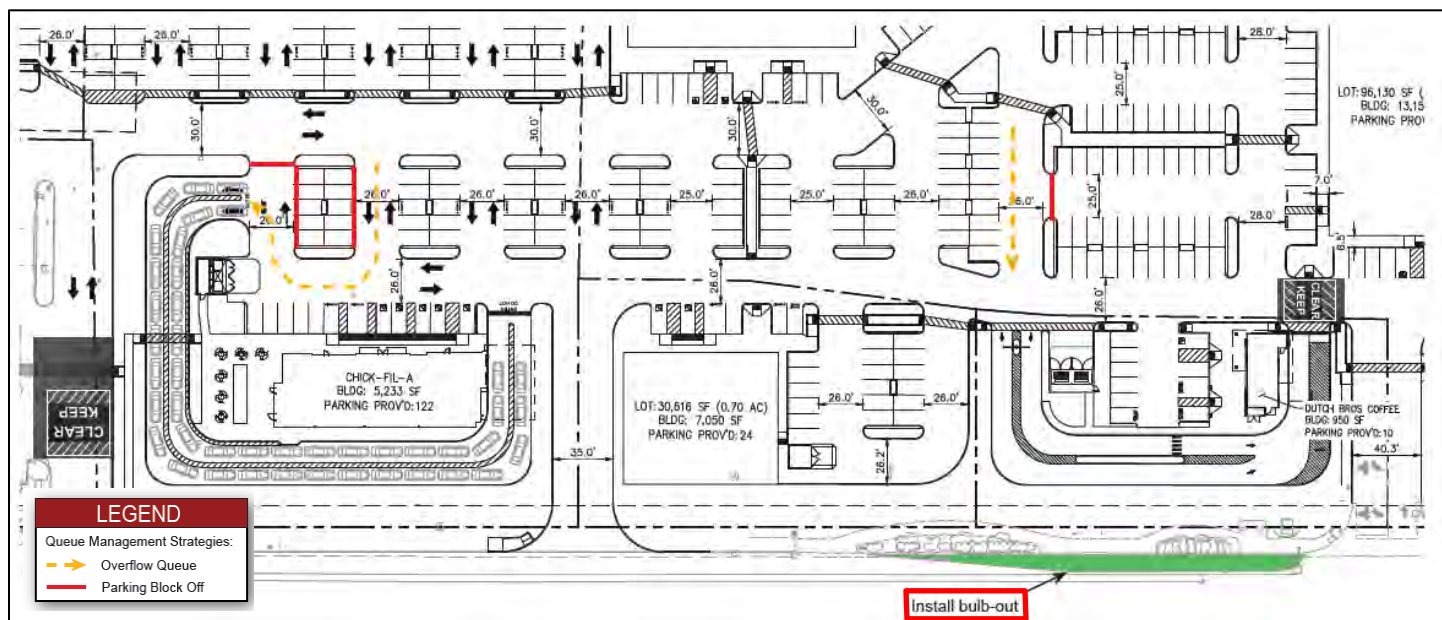 26.0'
26.0'
28.0'
25.0'
LOT: 96,130 SF (
BLDG: 13,15
PARKING PROV
30.0'
30.0'
30.0'
30.0'
26.0'
26.0'
26.0'
25.0'
25.0'
26.0'
25.0'
7.0'
28.0'
6.5'
26.0'
26.0'
26.0'
KEEP
CLEAR
CHICK-FIL-A
BLDG: 5,233 SF
PARKING PROV'D: 122
LOT: 30,616 SF (0.70 AC)
BLDG: 7,050 SF
PARKING PROV'D: 24
26.0'
26.0'
DUTCH BROS COFFEE
BLDG: 950 SF
PARKING PROV'D: 10
KEEP
CLEAR
40.3'
35.0'
26.2'
LEGEND
Queue Management Strategies:
Overflow Queue
Parking Block Off
Install bulb-out